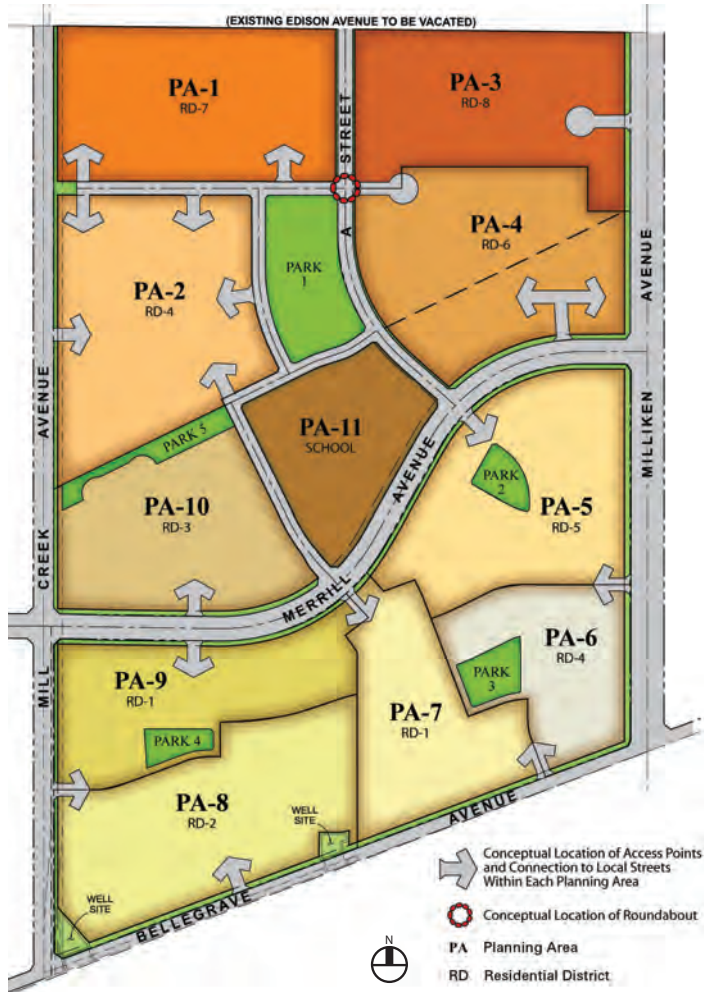 (EXISTING EDISON AVENUE TO BE VACATED)
PA-1
RD-7
PA-3
RD-8
A STREET
PA-4
RD-6
PARK
1
PA-2
RD-4
PARK 5
PA-11
SCHOOL
PA-10
RD-3
PARK
2
PA-5
RD-5
MERRILL AVENUE
MILLIKEN AVENUE
MILL CREEK AVENUE
PA-6
RD-4
PARK
3
PA-9
RD-1
PARK 4
PA-7
RD-1
PA-8
RD-2
WELL
SITE
WELL
SITE
BELLEGRAVE AVENUE
Conceptual Location of Access Points
and Connection to Local Streets
Within Each Planning Area
Conceptual Location of Roundabout
N
PA Planning Area
RD Residential District